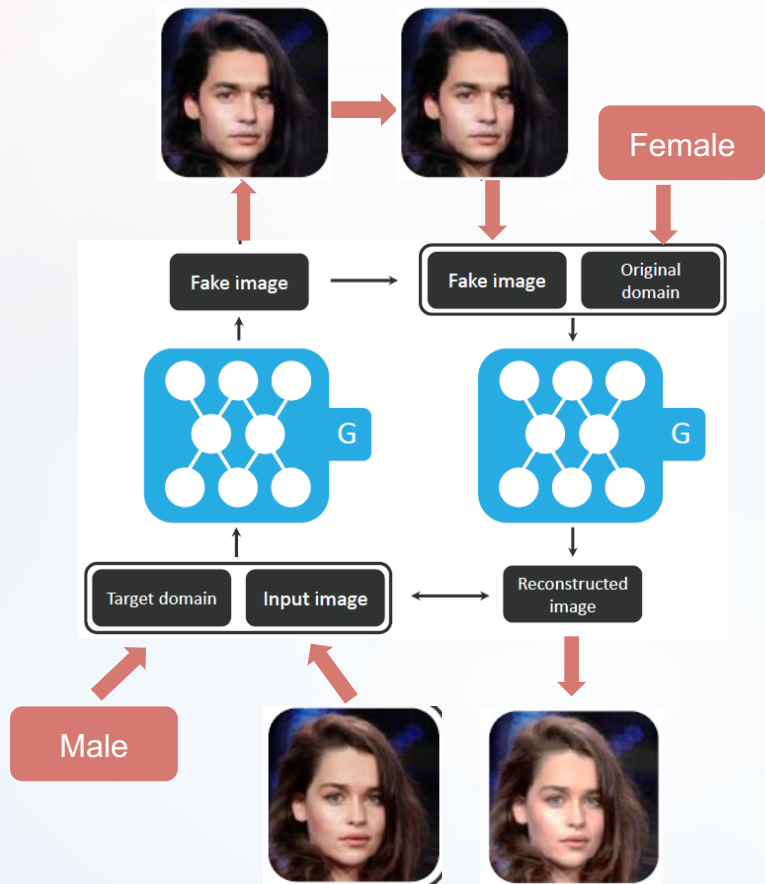 Female
Fake image
Fake image
Original
domain
G
G
Target domain
Input image
Reconstructed
image
Male